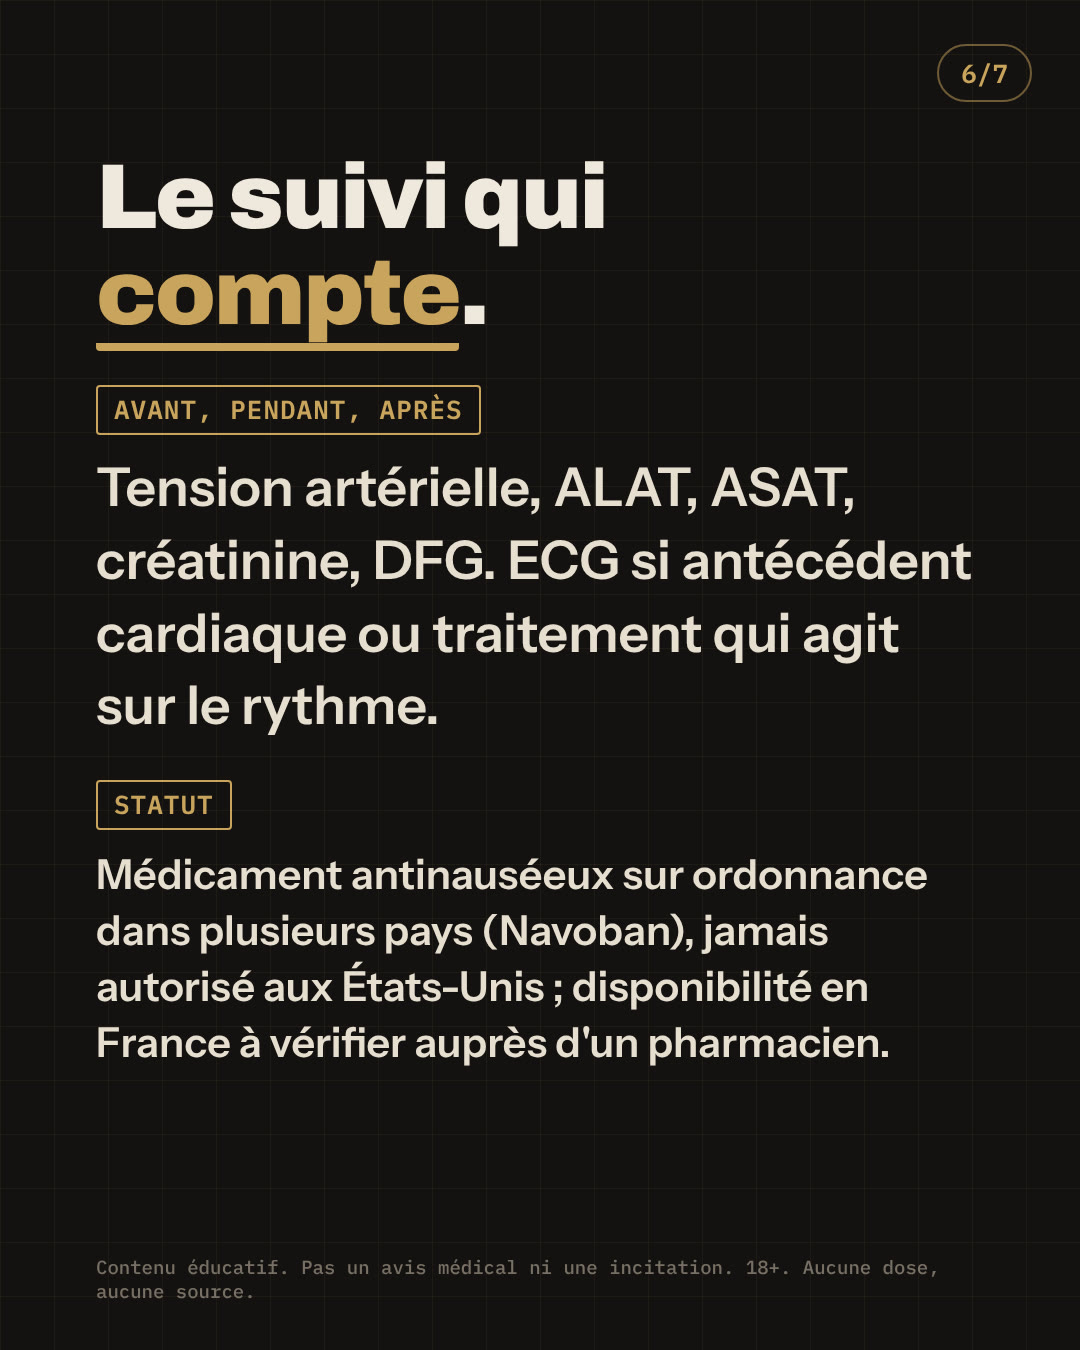 6/7
Le suivi qui
compte.
AVANT, PENDANT, APRÈS
Tension artérielle, ALAT, ASAT,
créatinine, DFG. ECG si antécédent
cardiaque ou traitement qui agit
sur le rythme.
STATUT
Médicament antinauséeux sur ordonnance
dans plusieurs pays (Navoban), jamais
autorisé aux États-Unis ; disponibilité en
France à vérifier auprès d'un pharmacien.
Contenu éducatif. Pas un avis médical ni une incitation. 18+. Aucune dose,
aucune source.